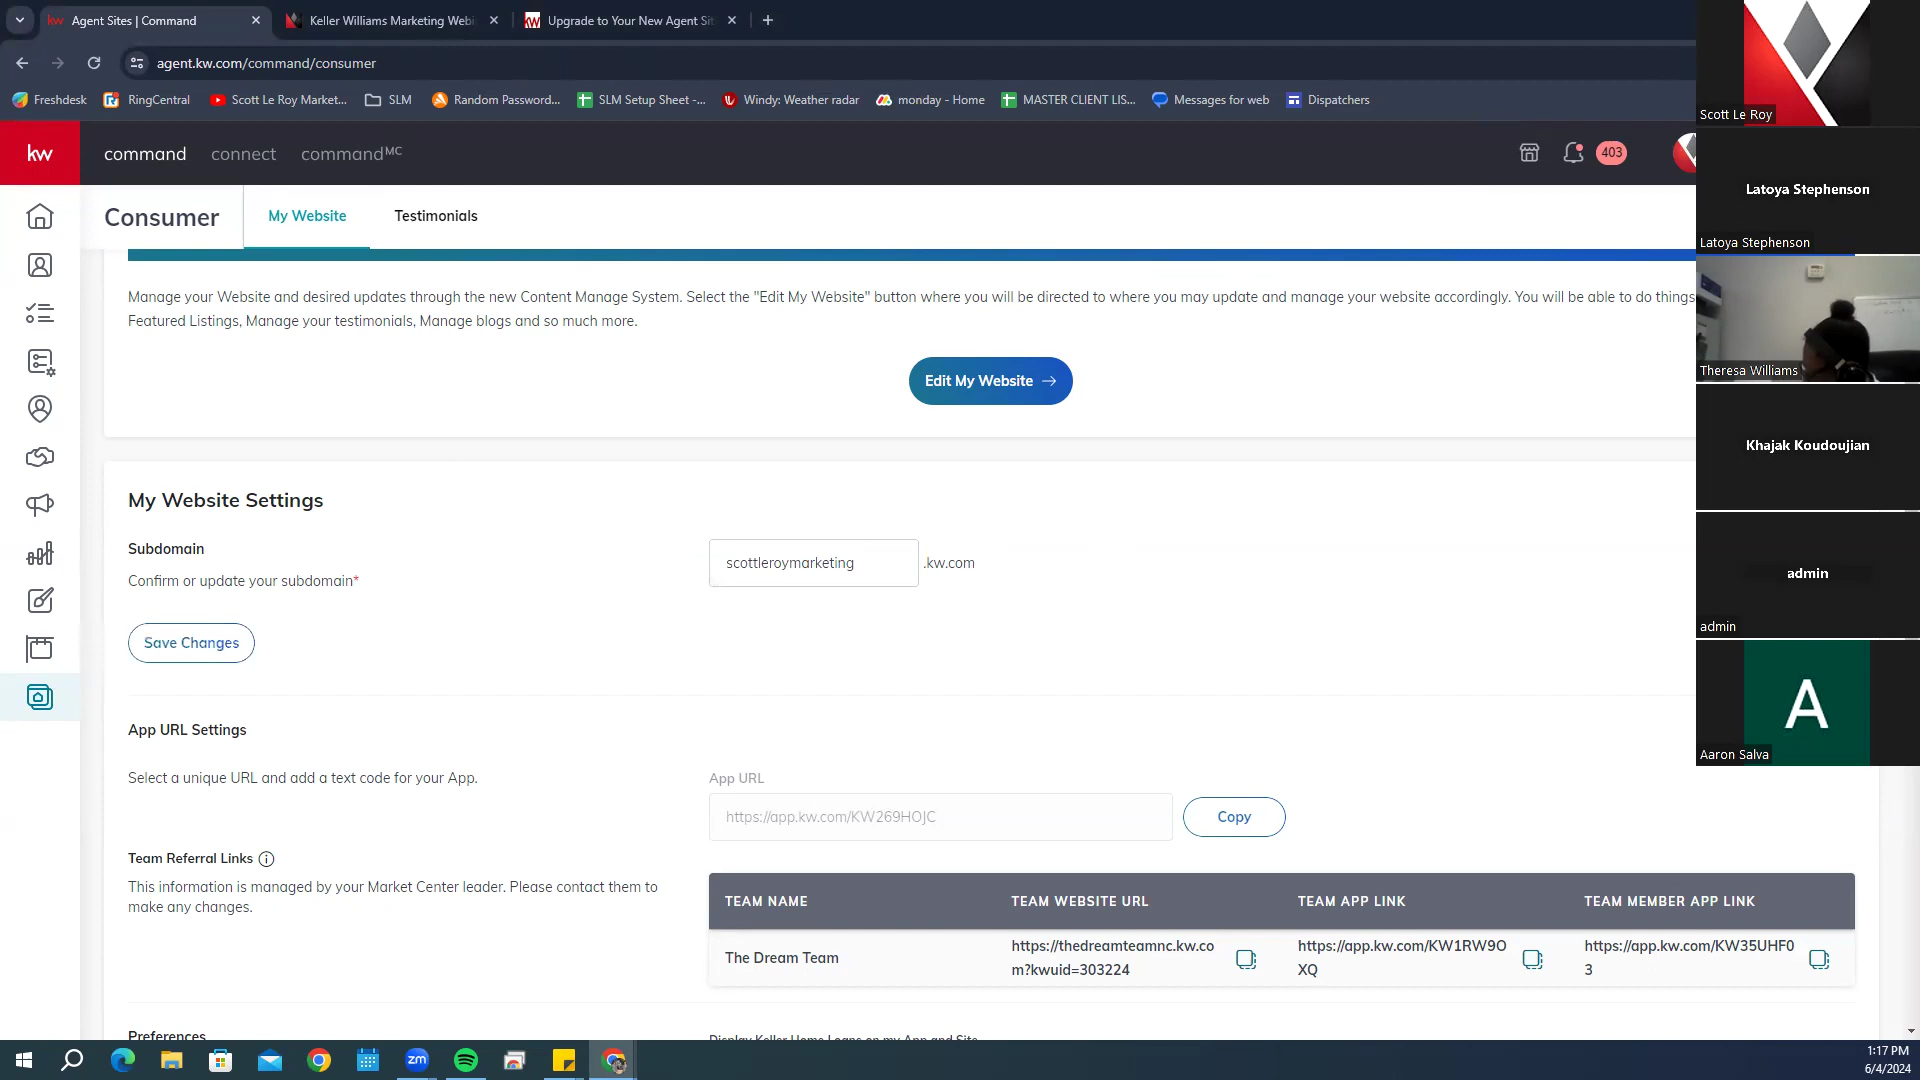 Agent Sites | Command
Keller Williams Marketing Webi
Upgrade to Your New Agent Sit
agent.kw.com/command/consumer
Freshdesk
RingCentral
Scott Le Roy Market...
SLM
Random Password...
SLM Setup Sheet -...
Windy: Weather radar
monday - Home
MASTER CLIENT LIS...
Messages for web
Dispatchers
Scott Le Roy
kw
command
connect
commandMC
403
Latoya Stephenson
Latoya Stephenson
Consumer
My Website
Testimonials
Manage your Website and desired updates through the new Content Manage System. Select the "Edit My Website" button where you will be directed to where you may update and manage your website accordingly. You will be able to do things
Featured Listings, Manage your testimonials, Manage blogs and so much more.
Theresa Williams
Edit My Website
Khajak Koudoujian
My Website Settings
Subdomain
Confirm or update your subdomain*
scottleroymarketing
.kw.com
admin
admin
Save Changes
A
Aaron Salva
App URL Settings
Select a unique URL and add a text code for your App.
App URL
https://app.kw.com/KW269HOJC
Copy
Team Referral Links
This information is managed by your Market Center leader. Please contact them to
make any changes.
TEAM NAME
TEAM WEBSITE URL
TEAM APP LINK
TEAM MEMBER APP LINK
The Dream Team
https://thedreamteamnc.kw.co
m?kwuid=303224
https://app.kw.com/KW1RW9O
XQ
https://app.kw.com/KW35UHF0
3
Preferences
Display Keller Home Loans on my App and Site
zm
1:17 PM
6/4/2024